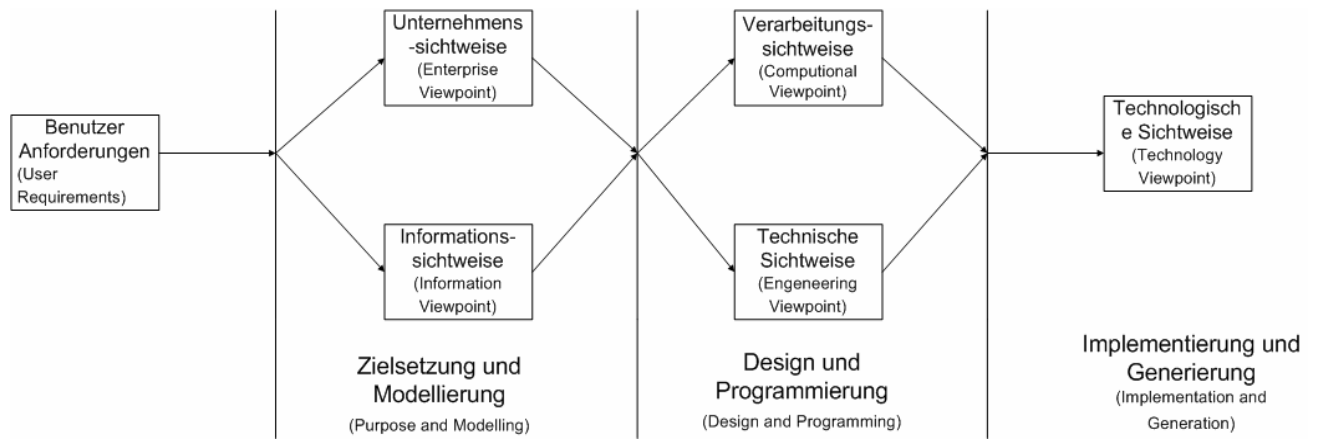 Benutzer
Anforderungen
(User
Requirements)
Unternehmens
-sichtweise
(Enterprise
Viewpoint)
Informations-
sichtweise
(Information
Viewpoint)
Zielsetzung und
Modellierung
(Purpose and Modelling)
Verarbeitungs-
sichtweise
(Computional
Viewpoint)
Technische
Sichtweise
(Engeneering
Viewpoint)
Design und
Programmierung
(Design and Programming)
Technologisch
e Sichtweise
(Technology
Viewpoint)
Implementierung und
Generierung
(Implementation and
Generation)